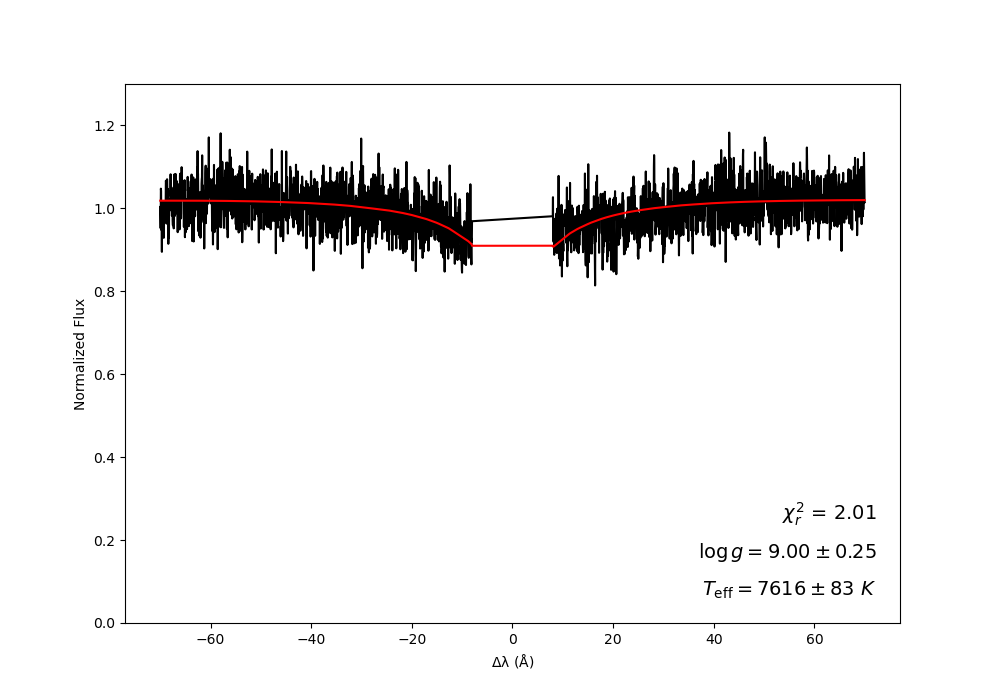 1.2
1.0
0.8
0.6
0.4
0.2
0.0
Normalized Flux
χ²ᵣ = 2.01
log g = 9.00 ± 0.25
T_eff = 7616 ± 83 K
−60 −40 −20 0 20 40 60
Δλ (Å)